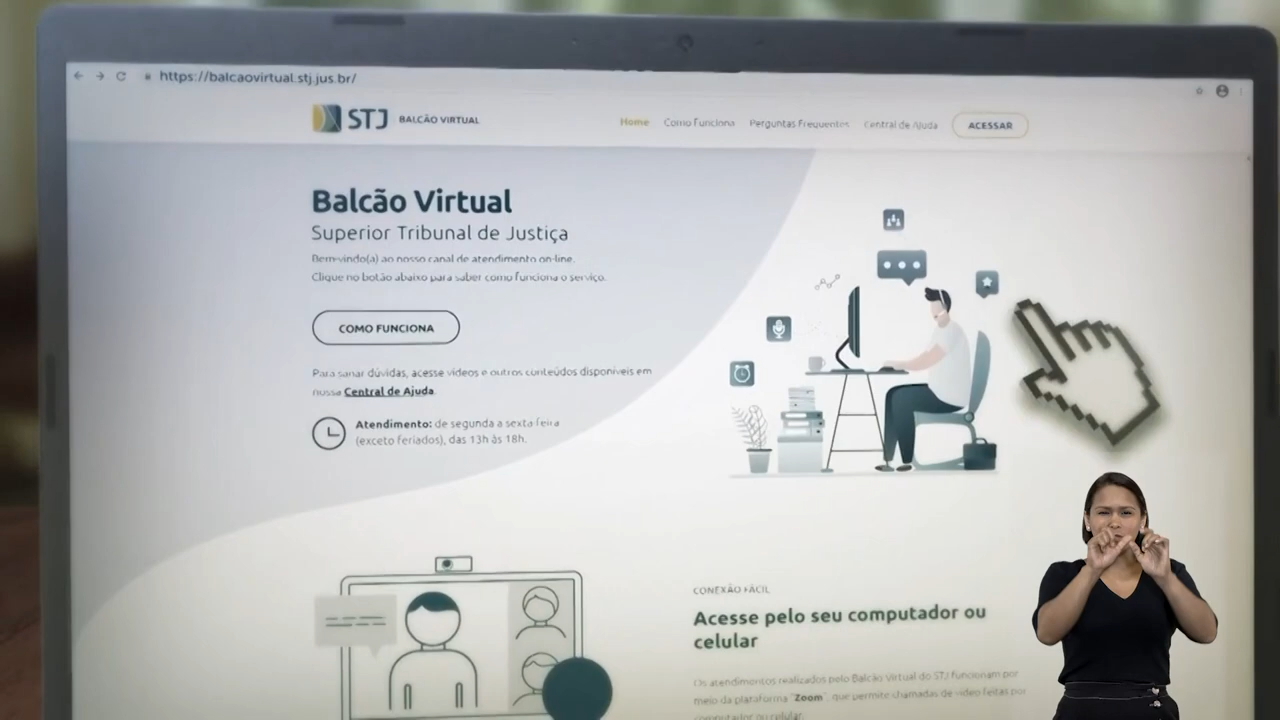 https://balcaovirtual.stj.jus.br/
STJ BALCÃO VIRTUAL
Home Como Funciona Perguntas Frequentes Central de Ajuda ACESSAR
Balcão Virtual
Superior Tribunal de Justiça
Bem-vindo(a) ao nosso canal de atendimento on-line.
Clique no botão abaixo para saber como funciona o serviço.
COMO FUNCIONA
Para sanar dúvidas, acesse vídeos e outros conteúdos disponíveis em
nossa Central de Ajuda.
Atendimento: de segunda a sexta-feira
(exceto feriados), das 13h às 18h.
CONEXÃO FÁCIL
Acesse pelo seu computador ou
celular
Os atendimentos realizados pelo Balcão Virtual do STJ funcionam por
meio da plataforma "Zoom", que permite chamadas de vídeo feitas por
computador ou celular.